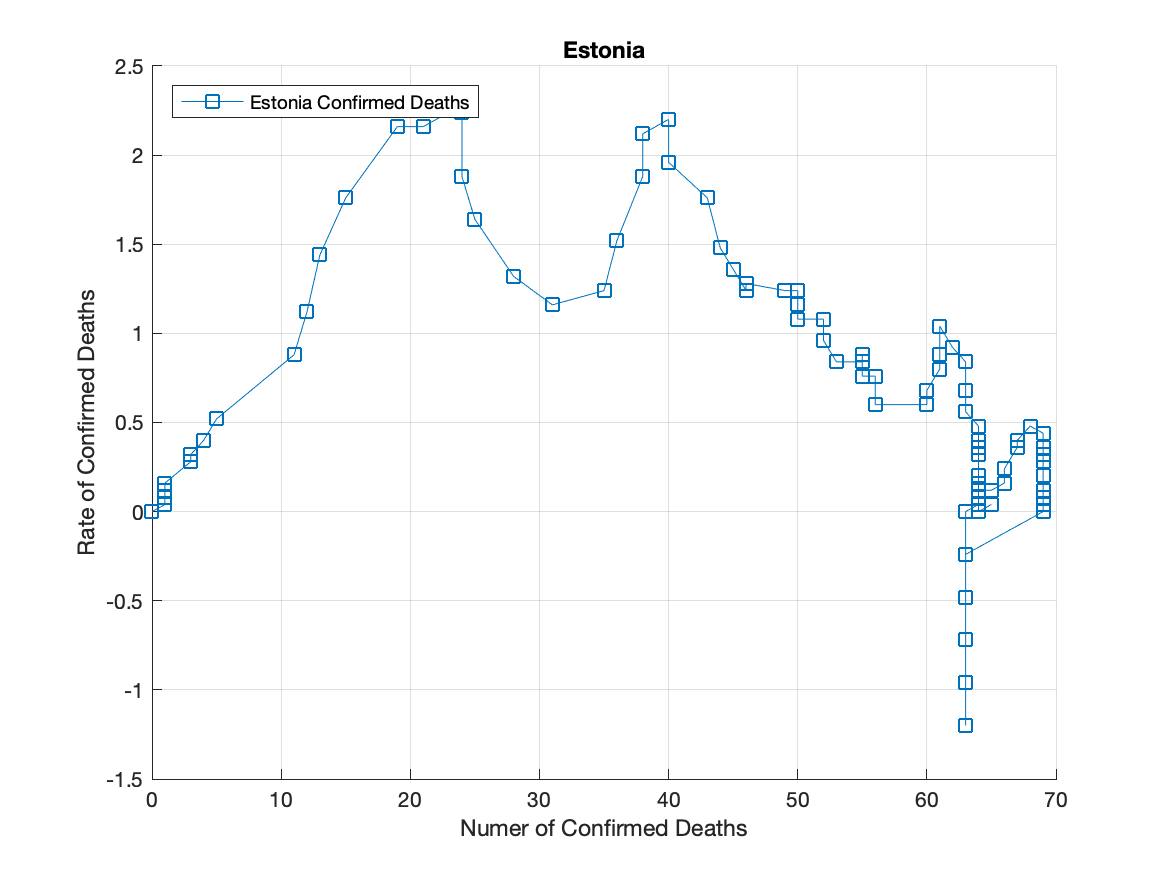 Estonia
Estonia Confirmed Deaths
2.5
2
1.5
1
0.5
0
-0.5
-1
-1.5
Rate of Confirmed Deaths
0 10 20 30 40 50 60 70
Numer of Confirmed Deaths